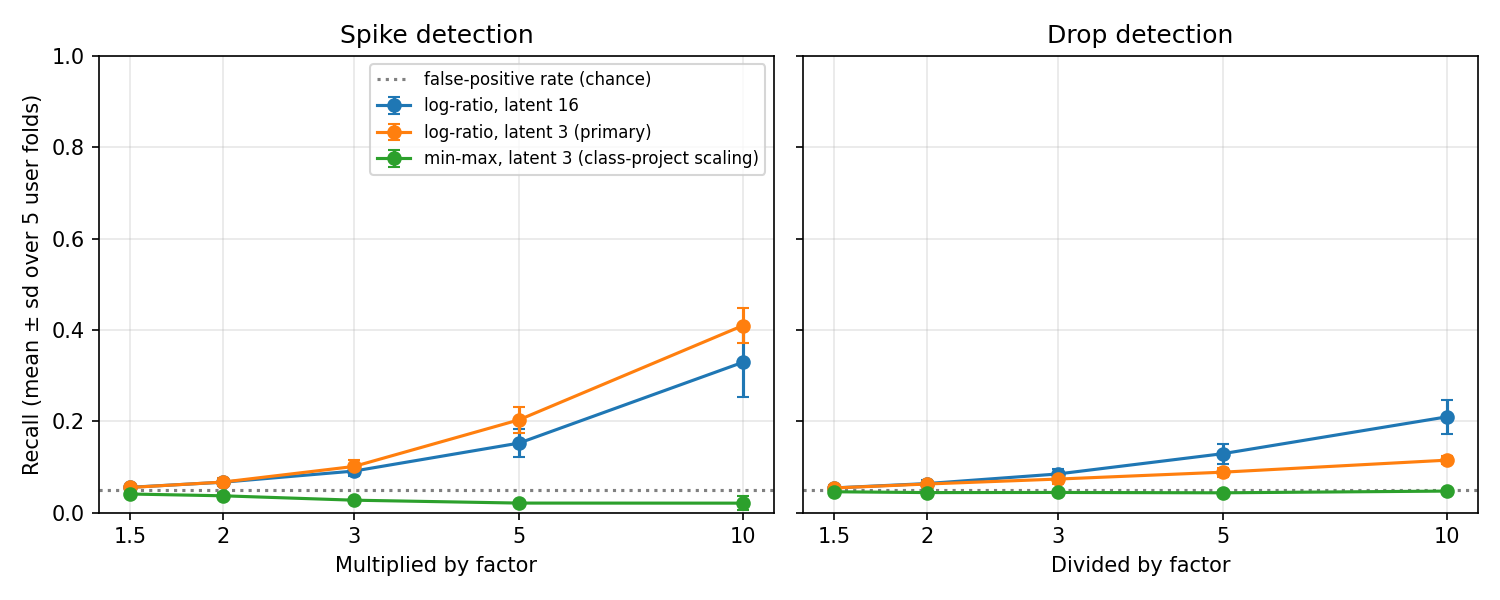 Spike detection
Drop detection
Recall (mean ± sd over 5 user folds)
1.0
0.8
0.6
0.4
0.2
0.0
false-positive rate (chance)
log-ratio, latent 16
log-ratio, latent 3 (primary)
min-max, latent 3 (class-project scaling)
1.5 2 3 5 10
Multiplied by factor
1.5 2 3 5 10
Divided by factor